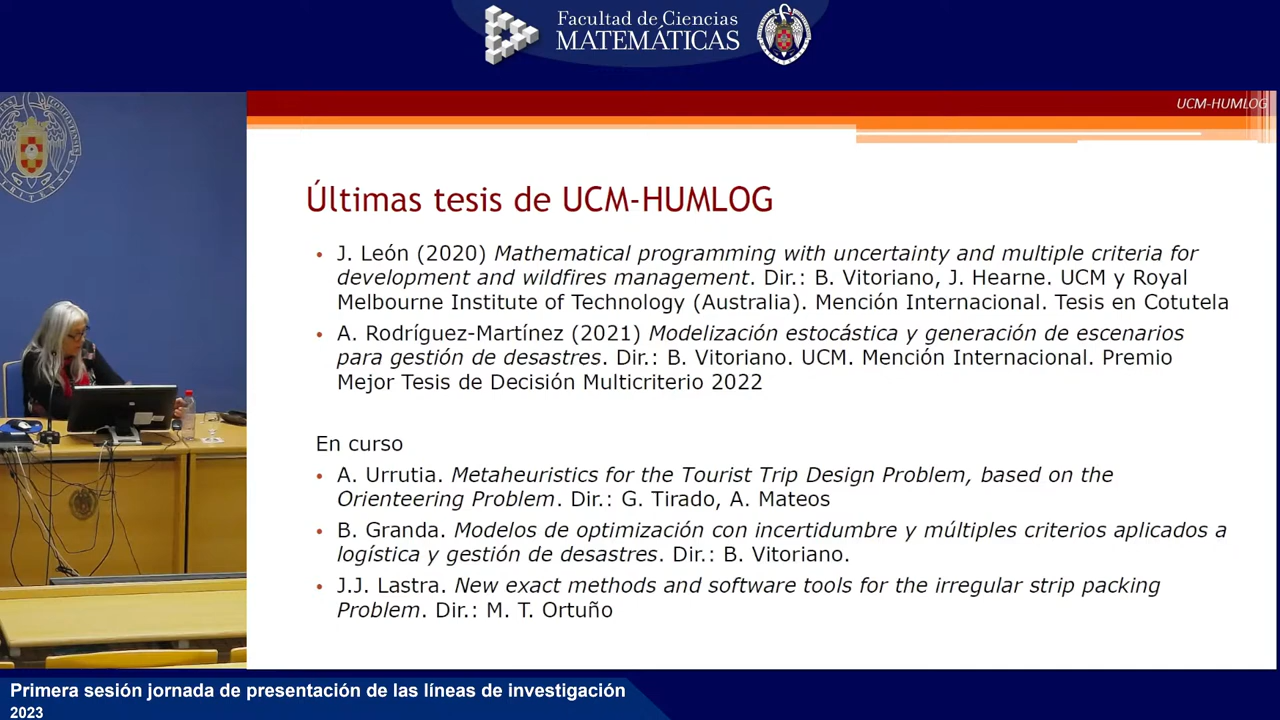 Facultad de Ciencias
MATEMÁTICAS
UCM-HUMLOG
Últimas tesis de UCM-HUMLOG
• J. León (2020) Mathematical programming with uncertainty and multiple criteria for
development and wildfires management. Dir.: B. Vitoriano, J. Hearne. UCM y Royal
Melbourne Institute of Technology (Australia). Mención Internacional. Tesis en Cotutela
• A. Rodríguez-Martínez (2021) Modelización estocástica y generación de escenarios
para gestión de desastres. Dir.: B. Vitoriano. UCM. Mención Internacional. Premio
Mejor Tesis de Decisión Multicriterio 2022
En curso
• A. Urrutia. Metaheuristics for the Tourist Trip Design Problem, based on the
Orienteering Problem. Dir.: G. Tirado, A. Mateos
• B. Granda. Modelos de optimización con incertidumbre y múltiples criterios aplicados a
logística y gestión de desastres. Dir.: B. Vitoriano.
• J.J. Lastra. New exact methods and software tools for the irregular strip packing
Problem. Dir.: M. T. Ortuño
Primera sesión jornada de presentación de las líneas de investigación
2023